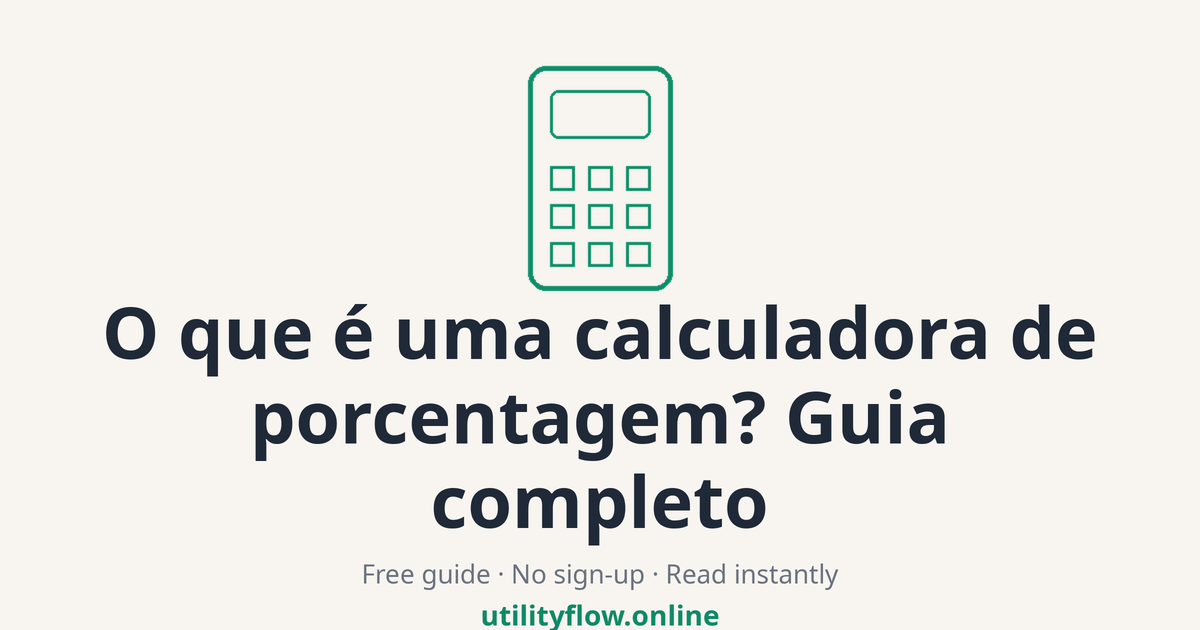 O que é uma calculadora de
porcentagem? Guia
completo
Free guide · No sign-up · Read instantly
utilityflow.online